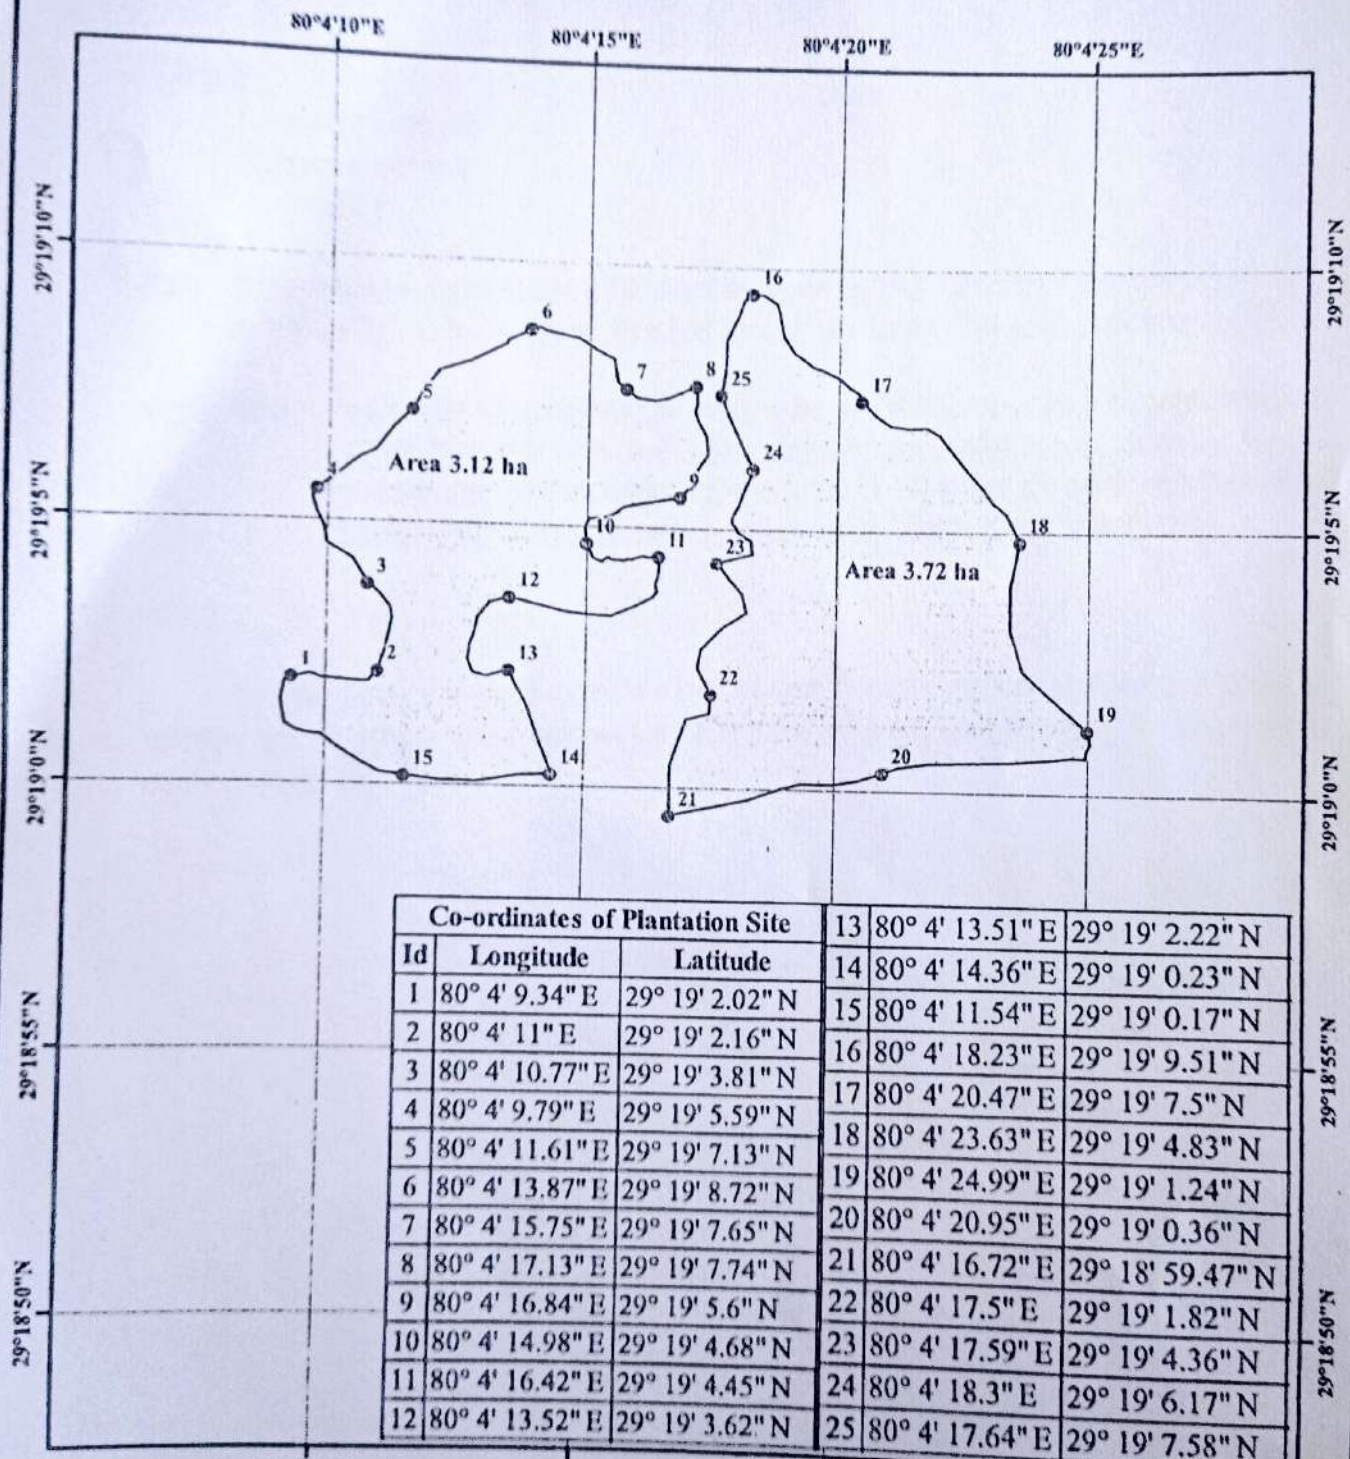 80°4'10"E 80°4'15"E 80°4'20"E 80°4'25"E
29°19'10"N 29°19'10"N
16
6
7 8 25 17
5
24
4 Area 3.12 ha 9
29°19'5"N 29°19'5"N
10 11 23 18
3 12 Area 3.72 ha
1 2 13
22
19
15 14 20
29°19'0"N 21 29°19'0"N
Co-ordinates of Plantation Site
Id Longitude Latitude
1 80° 4' 9.34" E 29° 19' 2.02" N
2 80° 4' 11" E 29° 19' 2.16" N
3 80° 4' 10.77" E 29° 19' 3.81" N
4 80° 4' 9.79" E 29° 19' 5.59" N
5 80° 4' 11.61" E 29° 19' 7.13" N
6 80° 4' 13.87" E 29° 19' 8.72" N
7 80° 4' 15.75" E 29° 19' 7.65" N
8 80° 4' 17.13" E 29° 19' 7.74" N
9 80° 4' 16.84" E 29° 19' 5.6" N
10 80° 4' 14.98" E 29° 19' 4.68" N
11 80° 4' 16.42" E 29° 19' 4.45" N
12 80° 4' 13.52" E 29° 19' 3.62" N
13 80° 4' 13.51" E 29° 19' 2.22" N
14 80° 4' 14.36" E 29° 19' 0.23" N
15 80° 4' 11.54" E 29° 19' 0.17" N
16 80° 4' 18.23" E 29° 19' 9.51" N
17 80° 4' 20.47" E 29° 19' 7.5" N
18 80° 4' 23.63" E 29° 19' 4.83" N
19 80° 4' 24.99" E 29° 19' 1.24" N
20 80° 4' 20.95" E 29° 19' 0.36" N
21 80° 4' 16.72" E 29° 18' 59.47" N
22 80° 4' 17.5" E 29° 19' 1.82" N
23 80° 4' 17.59" E 29° 19' 4.36" N
24 80° 4' 18.3" E 29° 19' 6.17" N
25 80° 4' 17.64" E 29° 19' 7.58" N
29°18'55"N 29°18'55"N
29°18'50"N 29°18'50"N